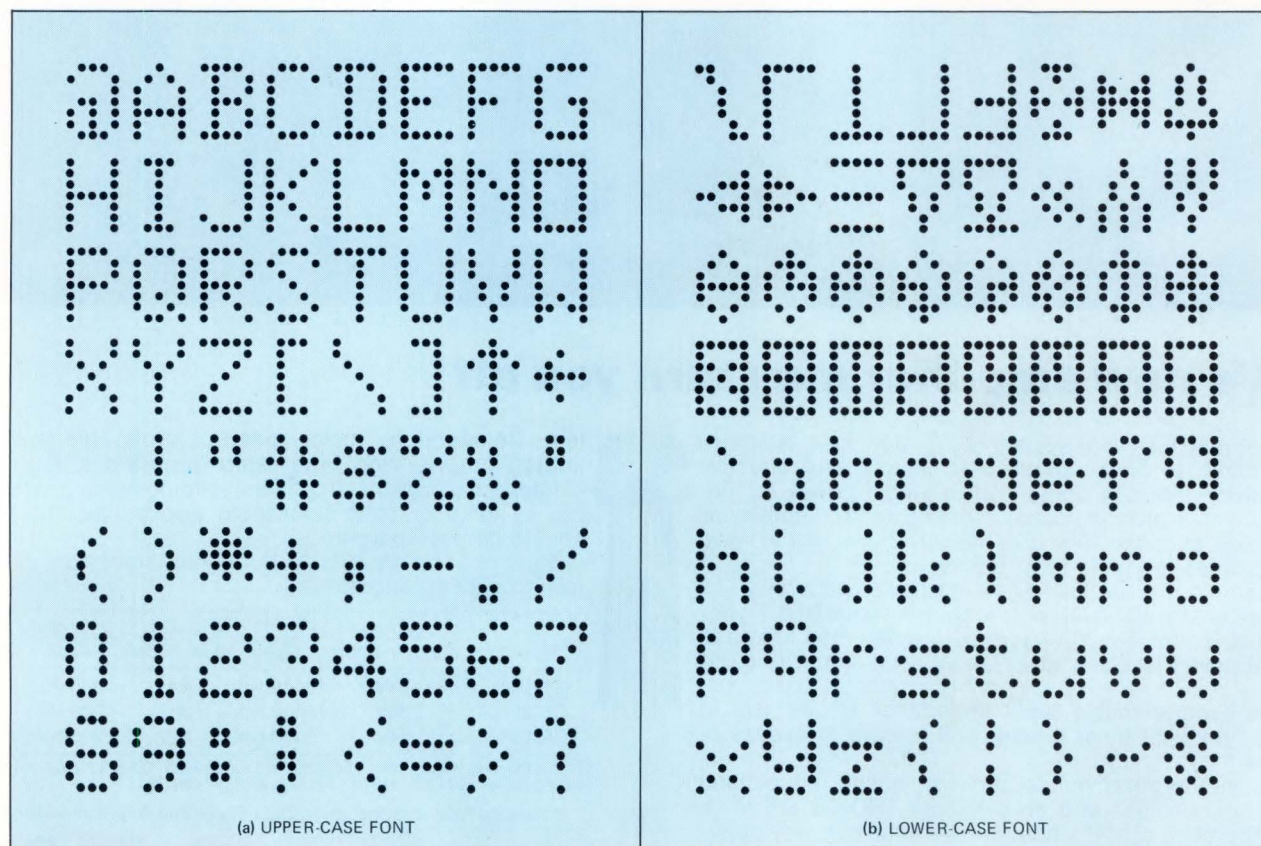 @ABCDEFG
HIJKLMNO
PQRSTUVW
XYZ[\]↑←
!"#$%&'
()*+,-./
01234567
89:;<=>?
(a) UPPER-CASE FONT
`abcdefg
hijklmno
pqrstuvw
xyz{|}~
(b) LOWER-CASE FONT